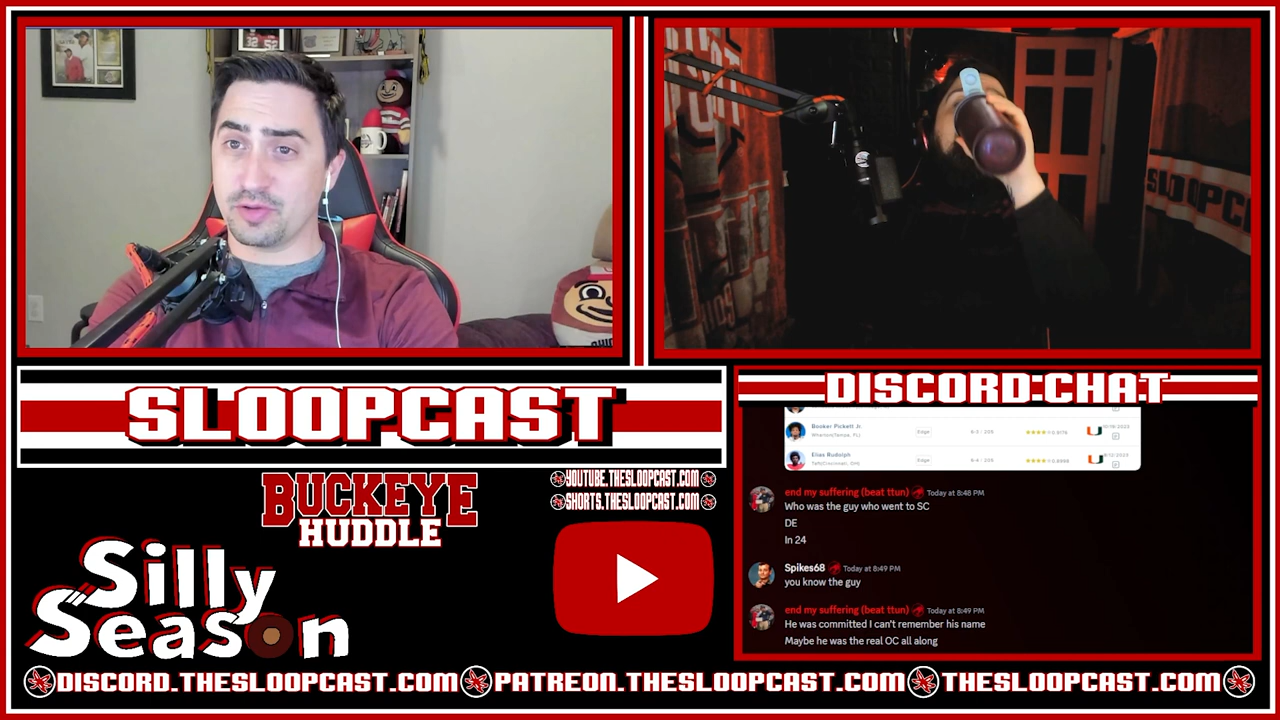 SLOOPC
SLOOPCAST
DISCORD:CHAT
Booker Pickett Jr.
Edge
Elias Rudolph
Edge
end my suffering (beat ttun) Today at 8:48 PM
Who was the guy who went to SC
DE
In 24
Spikes68 Today at 8:49 PM
you know the guy
end my suffering (beat ttun) Today at 8:49 PM
He was committed I can't remember his name
Maybe he was the real OC all along
BUCKEYE
HUDDLE
YOUTUBE.THESLOOPCAST.COM
SHORTS.THESLOOPCAST.COM
Silly
Season
DISCORD.THESLOOPCAST.COM PATREON.THESLOOPCAST.COM THESLOOPCAST.COM